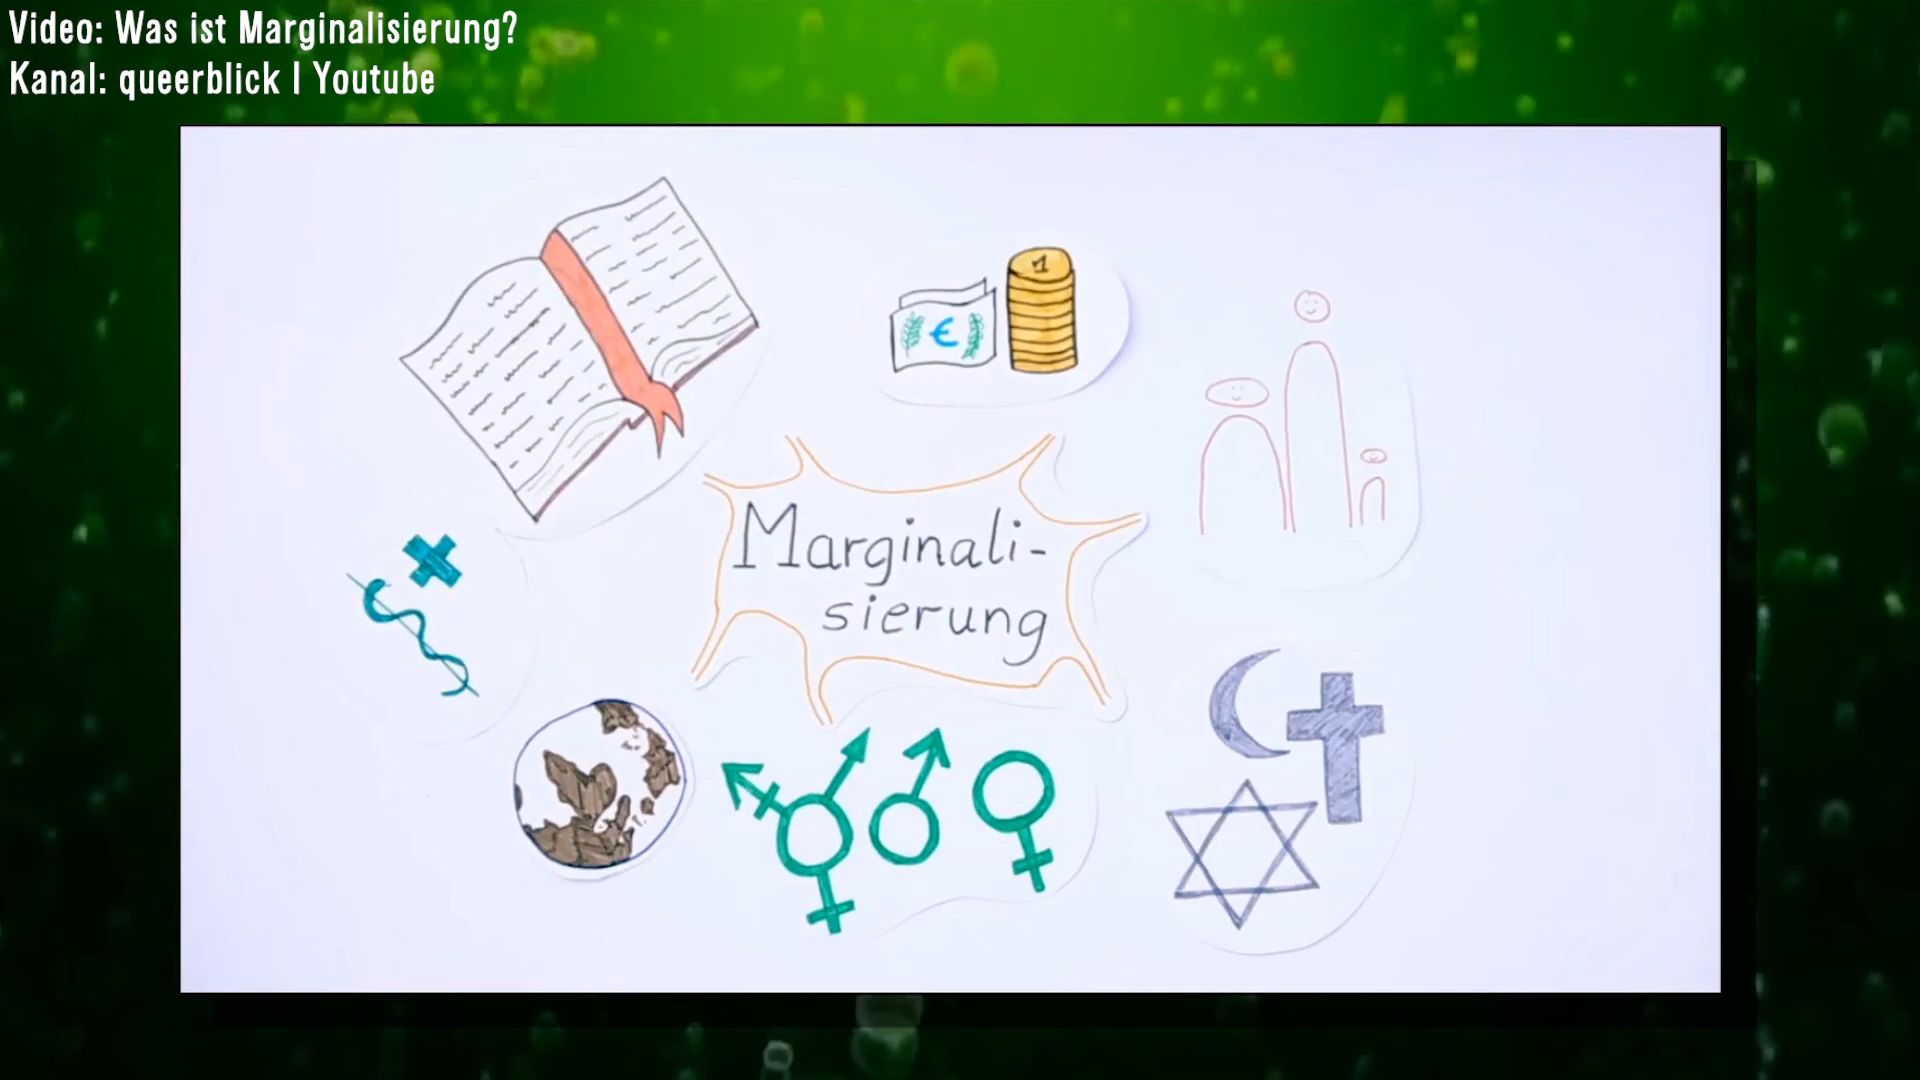 Video: Was ist Marginalisierung?
Kanal: queerblick | Youtube
1
€
Marginali-
sierung